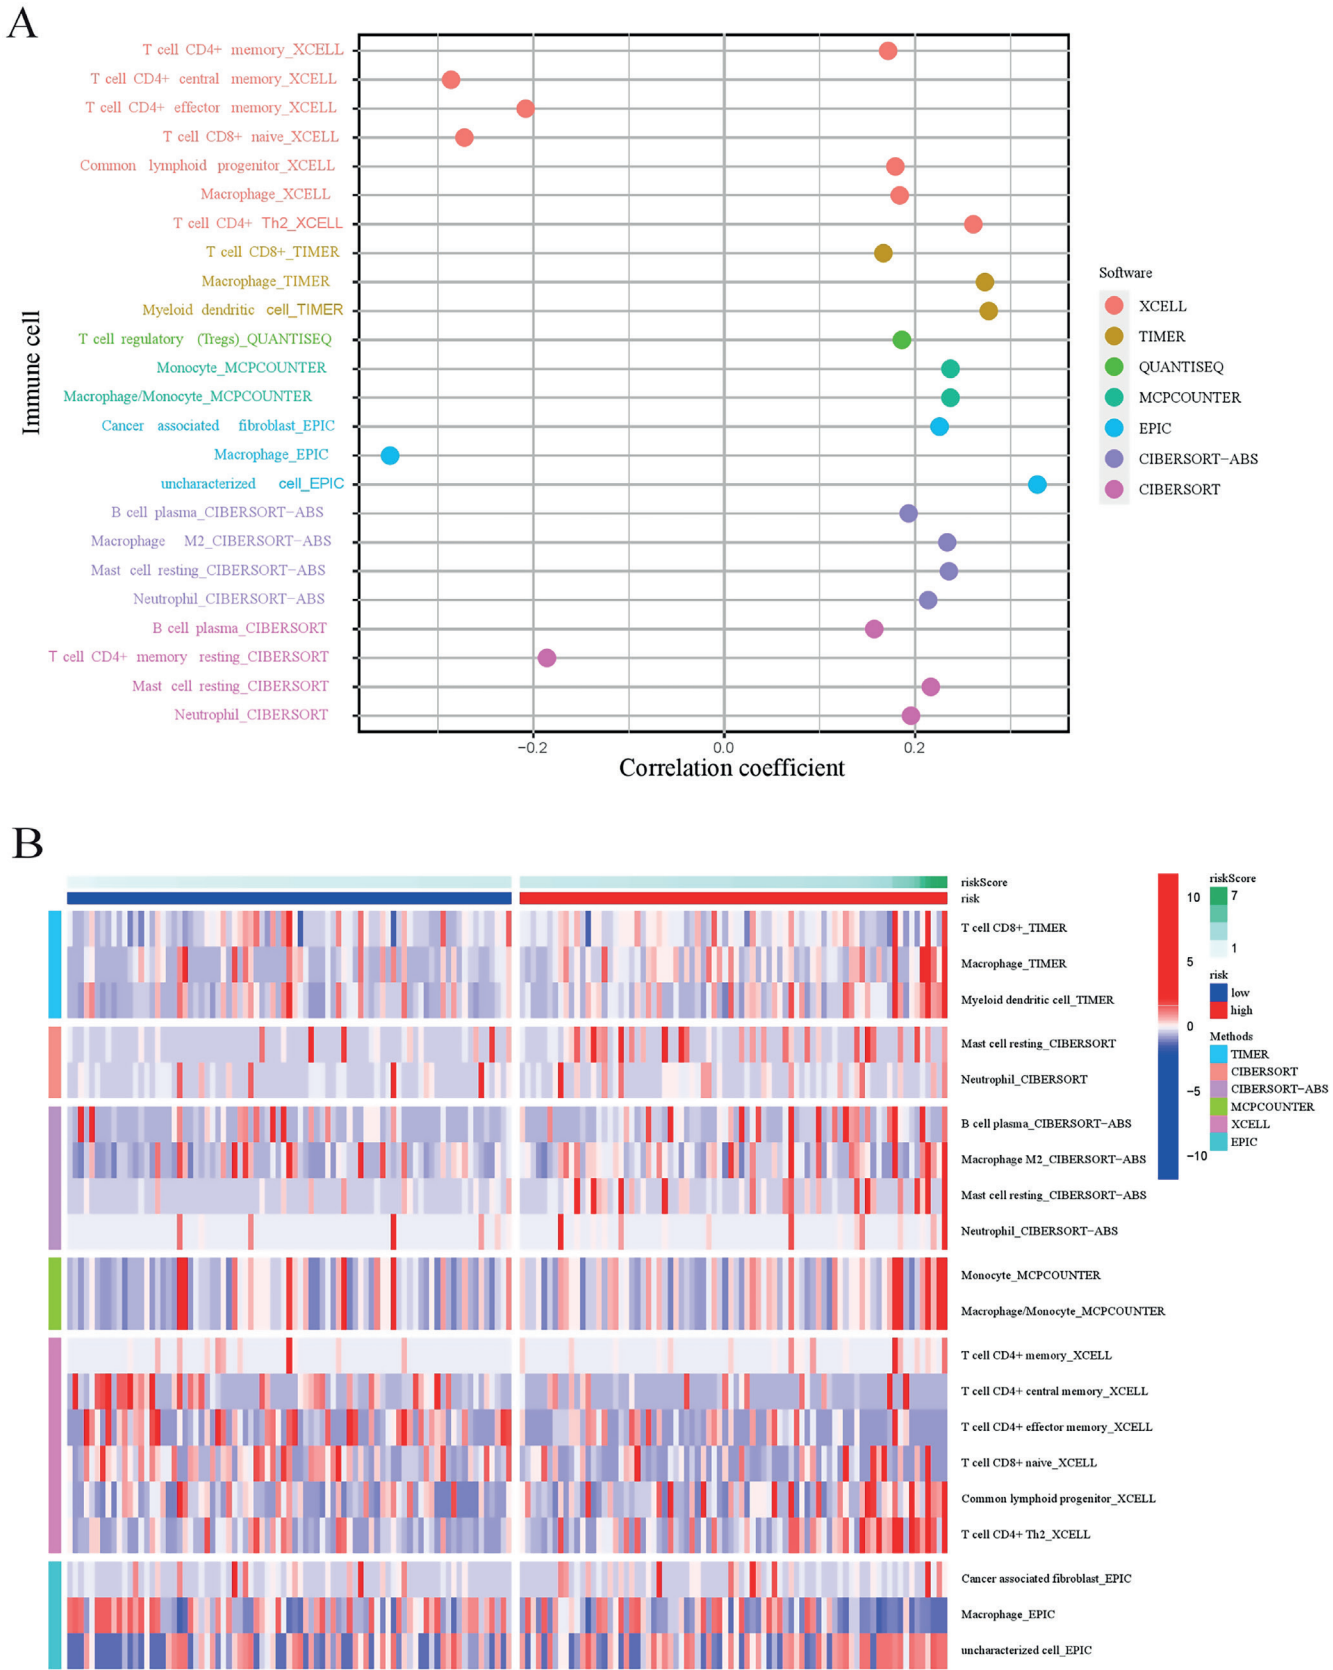 A
T cell CD4+ memory_XCELL
T cell CD4+ central memory_XCELL
T cell CD4+ effector memory_XCELL
T cell CD8+ naive_XCELL
Common lymphoid progenitor_XCELL
Macrophage_XCELL
T cell CD4+ Th2_XCELL
T cell CD8+_TIMER
Macrophage_TIMER
Myeloid dendritic cell_TIMER
T cell regulatory (Tregs)_QUANTISEQ
Monocyte_MCPCOUNTER
Macrophage/Monocyte_MCPCOUNTER
Cancer associated fibroblast_EPIC
Macrophage_EPIC
uncharacterized cell_EPIC
B cell plasma_CIBERSORT−ABS
Macrophage M2_CIBERSORT−ABS
Mast cell resting_CIBERSORT−ABS
Neutrophil_CIBERSORT−ABS
B cell plasma_CIBERSORT
T cell CD4+ memory resting_CIBERSORT
Mast cell resting_CIBERSORT
Neutrophil_CIBERSORT
Immune cell
−0.2
0.0
0.2
Correlation coefficient
Software
XCELL
TIMER
QUANTISEQ
MCPCOUNTER
EPIC
CIBERSORT−ABS
CIBERSORT
B
riskScore
risk
T cell CD8+_TIMER
Macrophage_TIMER
Myeloid dendritic cell_TIMER
Mast cell resting_CIBERSORT
Neutrophil_CIBERSORT
B cell plasma_CIBERSORT−ABS
Macrophage M2_CIBERSORT−ABS
Mast cell resting_CIBERSORT−ABS
Neutrophil_CIBERSORT−ABS
Monocyte_MCPCOUNTER
Macrophage/Monocyte_MCPCOUNTER
T cell CD4+ memory_XCELL
T cell CD4+ central memory_XCELL
T cell CD4+ effector memory_XCELL
T cell CD8+ naive_XCELL
Common lymphoid progenitor_XCELL
T cell CD4+ Th2_XCELL
Cancer associated fibroblast_EPIC
Macrophage_EPIC
uncharacterized cell_EPIC
10
5
0
−5
−10
riskScore
7
1
risk
low
high
Methods
TIMER
CIBERSORT
CIBERSORT−ABS
MCPCOUNTER
XCELL
EPIC